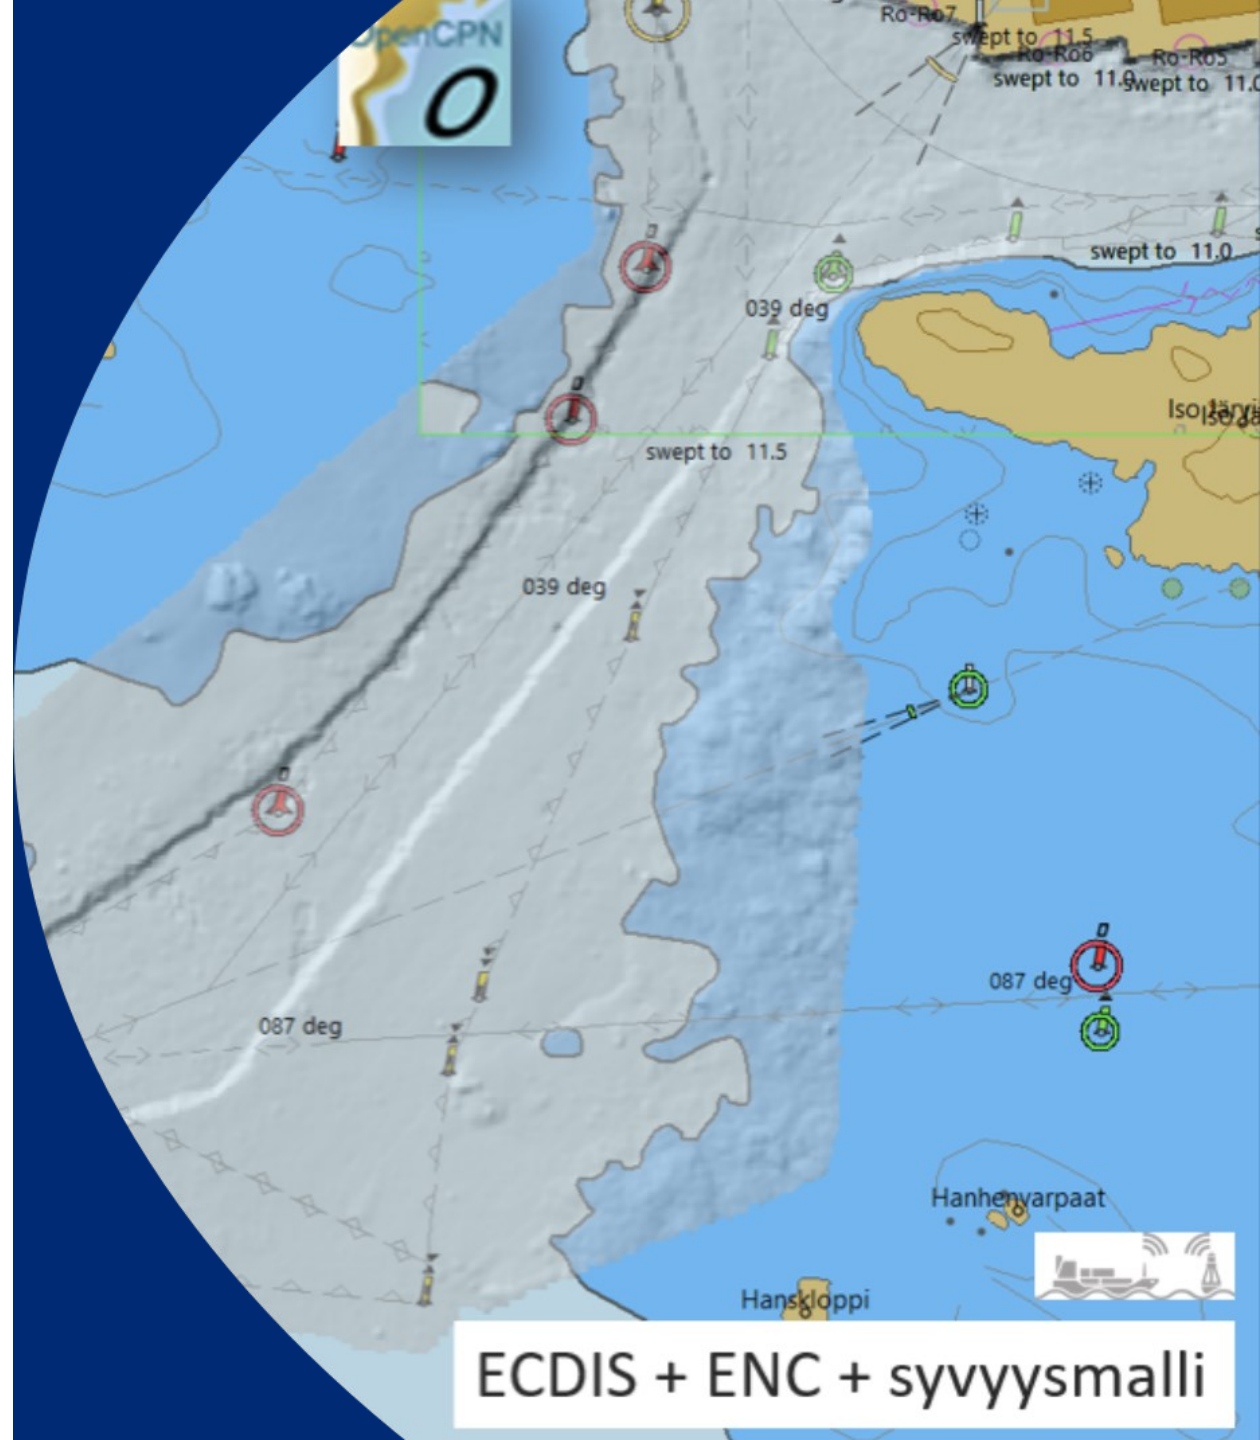 OpenCPN
O
Ro-Ro7
swept to 11.5
Ro-Ro6
Ro-Ro5
swept to 11.0
swept to 11.0
swept to 11.0
039 deg
swept to 11.5
039 deg
087 deg
087 deg
Hanhenvarpaat
Hanskloppi
ECDIS + ENC + syvyysmalli